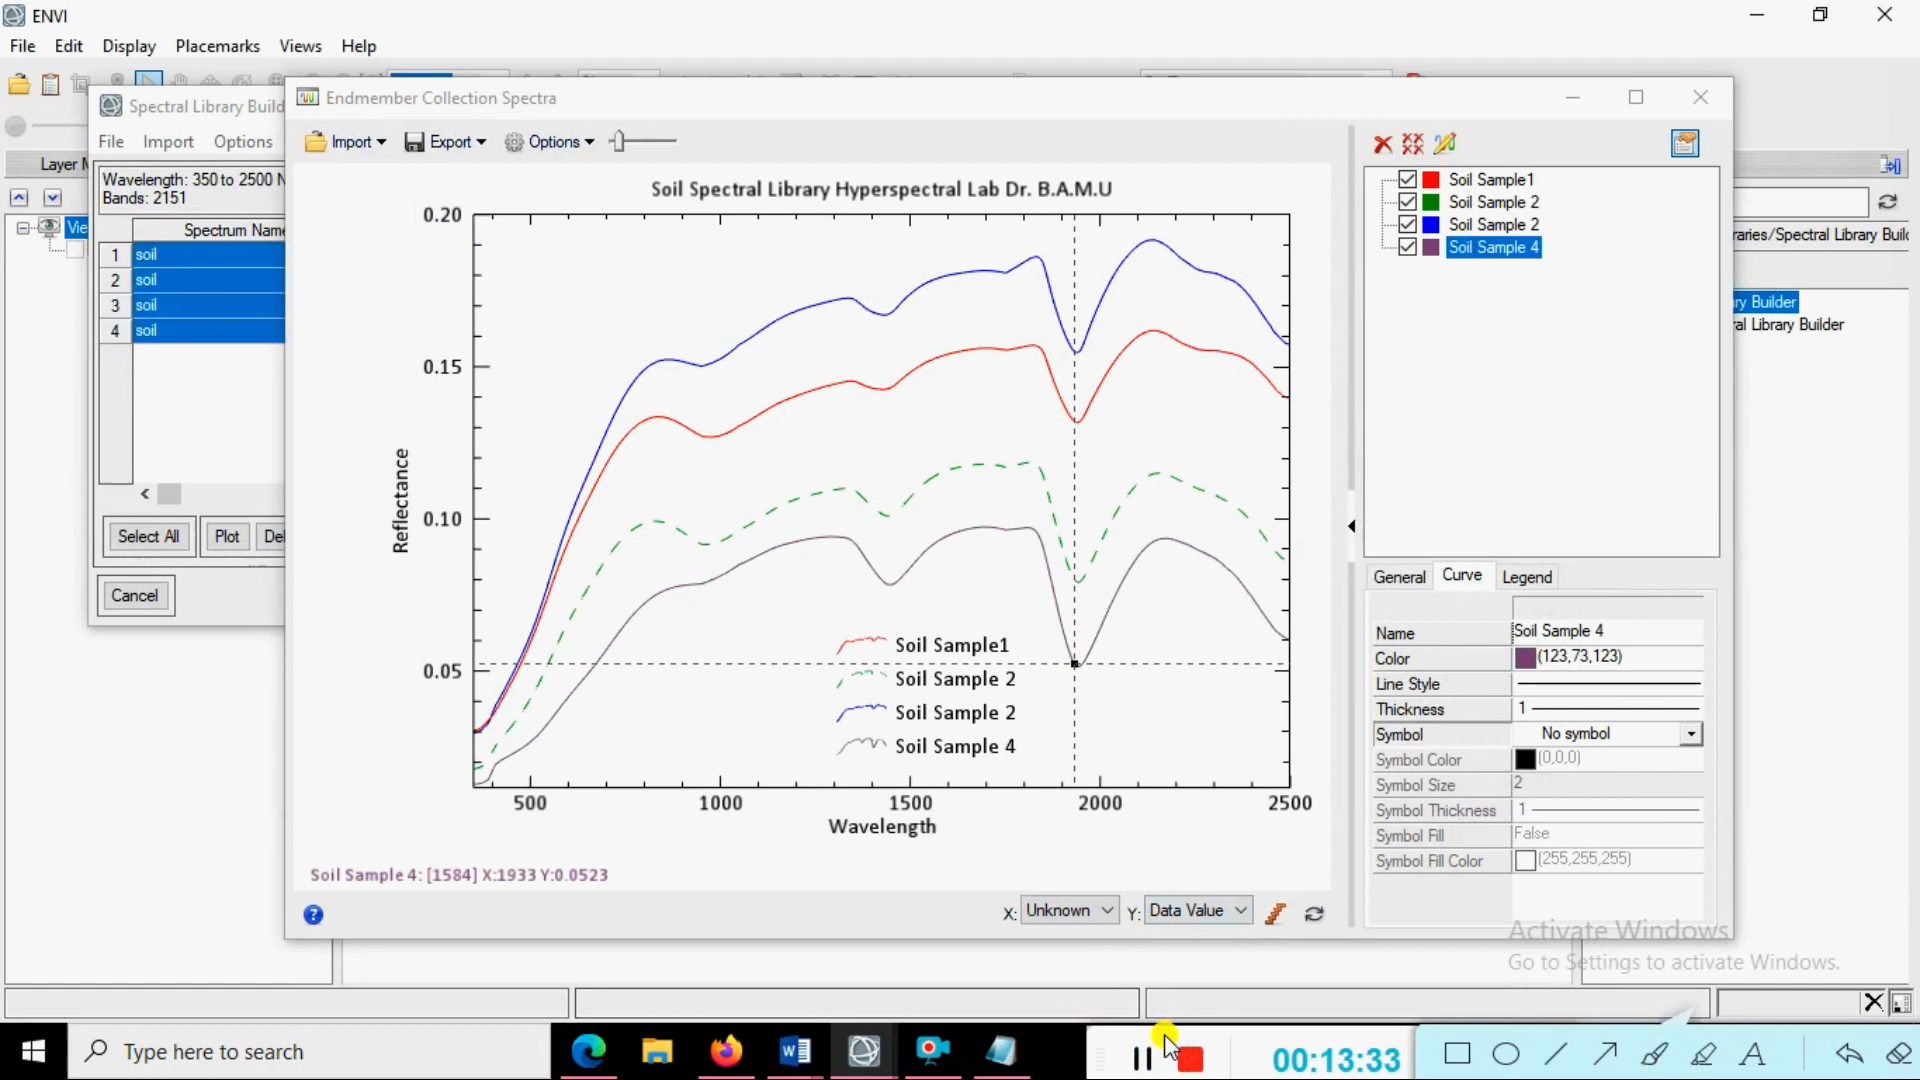 ENVI
File Edit Display Placemarks Views Help
Spectral Library Build
File Import Options
Layer M
Wavelength: 350 to 2500 N
Bands: 2151
Vie
Spectrum Name
1 soil
2 soil
3 soil
4 soil
Select All Plot Del
Cancel
Endmember Collection Spectra
Import Export Options
Soil Spectral Library Hyperspectral Lab Dr. B.A.M.U
0.20
0.15
0.10
0.05
Reflectance
500 1000 1500 2000 2500
Wavelength
Soil Sample1
Soil Sample 2
Soil Sample 2
Soil Sample 4
Soil Sample 4: [1584] X:1933 Y:0.0523
X: Unknown Y: Data Value
Soil Sample1
Soil Sample 2
Soil Sample 2
Soil Sample 4
General Curve Legend
Name Soil Sample 4
Color (123,73,123)
Line Style
Thickness 1
Symbol No symbol
Symbol Color (0,0,0)
Symbol Size 2
Symbol Thickness 1
Symbol Fill False
Symbol Fill Color (255,255,255)
raries/Spectral Library Build
ry Builder
al Library Builder
Activate Windows
Go to Settings to activate Windows.
Type here to search
00:13:33